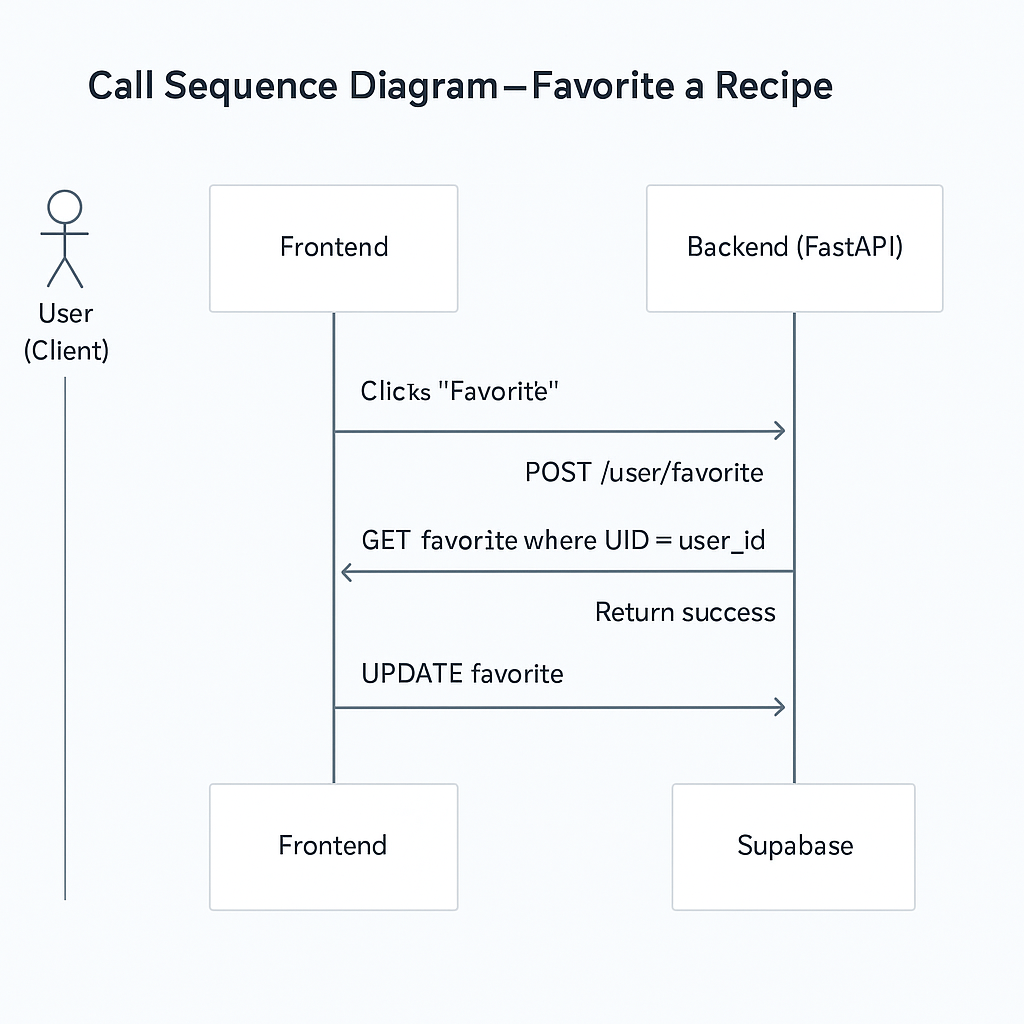 Call Sequence Diagram—Favorite a Recipe
User
(Client)
Frontend
Backend (FastAPI)
Clicks "Favorite"
POST /user/favorite
GET favorite where UID = user_id
Return success
UPDATE favorite
Frontend
Supabase